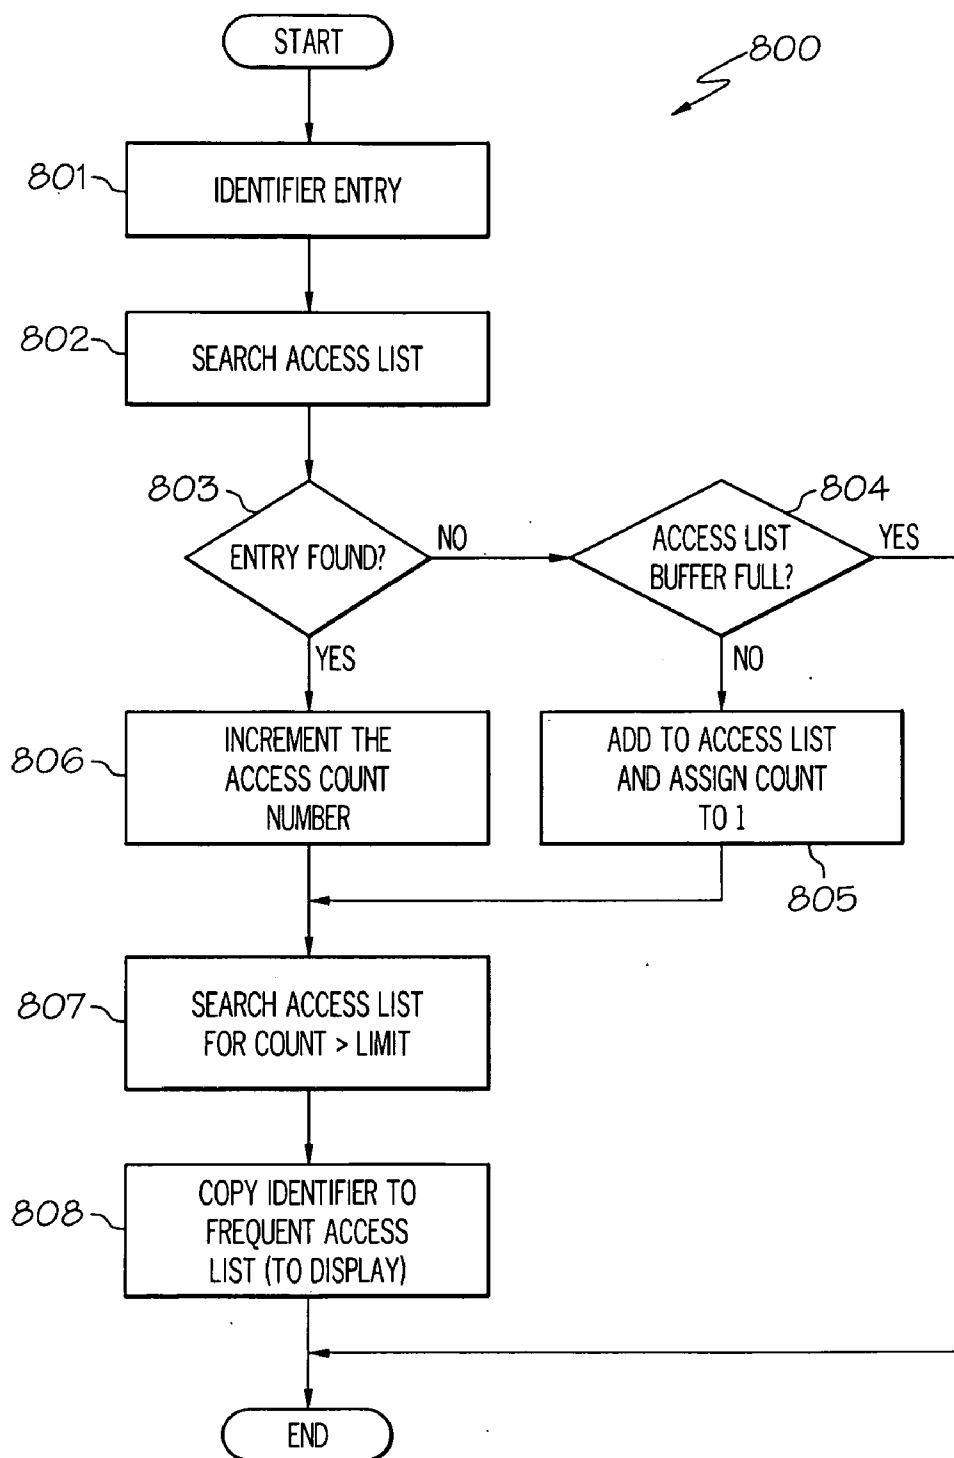 START
800
801
IDENTIFIER ENTRY
802
SEARCH ACCESS LIST
803
804
ENTRY FOUND?
NO
ACCESS LIST
BUFFER FULL?
YES
YES
NO
806
INCREMENT THE
ACCESS COUNT
NUMBER
ADD TO ACCESS LIST
AND ASSIGN COUNT
TO 1
805
807
SEARCH ACCESS LIST
FOR COUNT > LIMIT
808
COPY IDENTIFIER TO
FREQUENT ACCESS
LIST (TO DISPLAY)
END